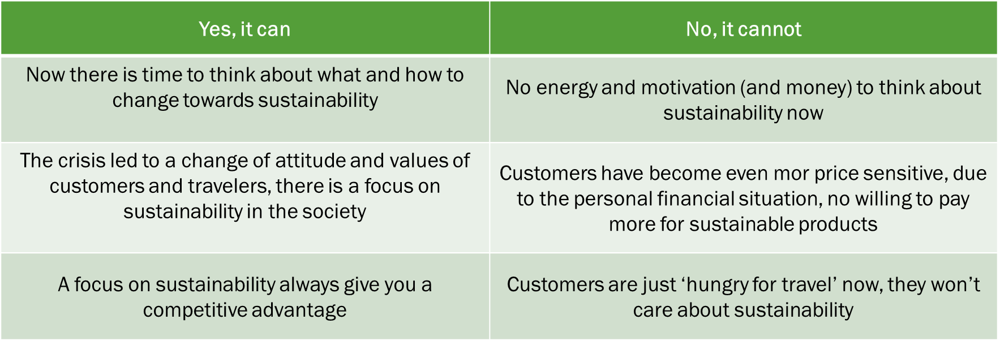 Yes, it can
No, it cannot
Now there is time to think about what and how to
change towards sustainability
No energy and motivation (and money) to think about
sustainability now
The crisis led to a change of attitude and values of
customers and travelers, there is a focus on
sustainability in the society
Customers have become even mor price sensitive, due
to the personal financial situation, no willing to pay
more for sustainable products
A focus on sustainability always give you a
competitive advantage
Customers are just ‘hungry for travel’ now, they won’t
care about sustainability